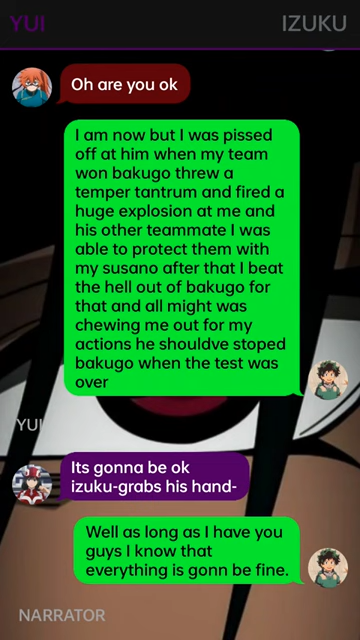 YUI
IZUKU
Oh are you ok
I am now but I was pissed
off at him when my team
won bakugo threw a
temper tantrum and fired a
huge explosion at me and
his other teammate I was
able to protect them with
my susano after that I beat
the hell out of bakugo for
that and all might was
chewing me out for my
actions he shouldve stoped
bakugo when the test was
over
YUI
Its gonna be ok
izuku-grabs his hand-
Well as long as I have you
guys I know that
everything is gonn be fine.
NARRATOR